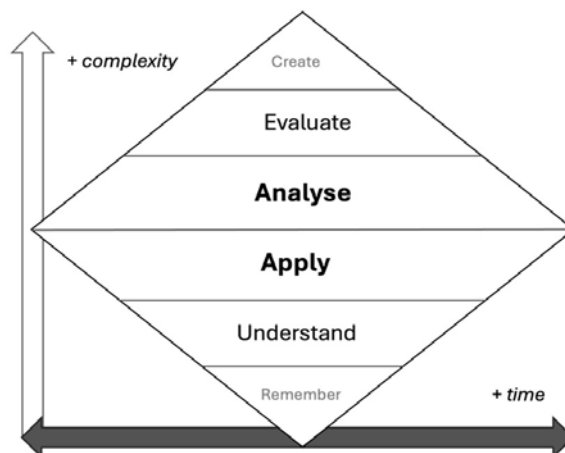 Create
+ complexity
Evaluate
Analyse
Apply
Understand
Remember
+ time